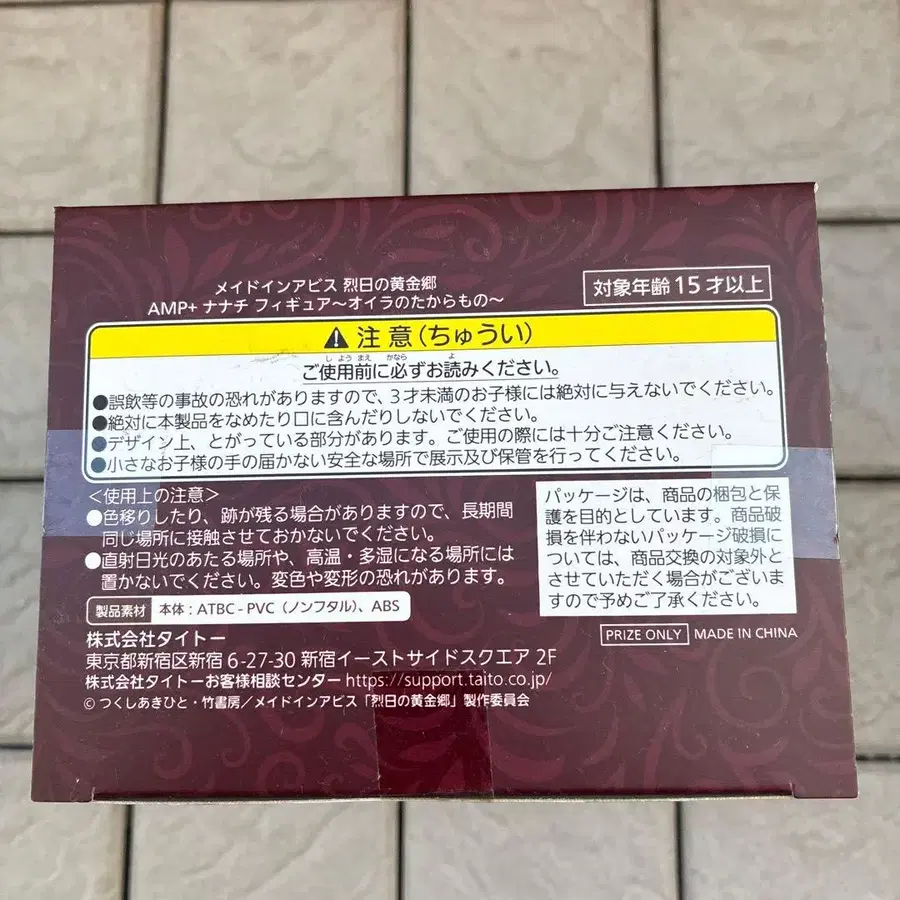 メイドインアビス 烈日の黄金郷
AMP+ ナナチ フィギュア〜オイラのたからもの〜
対象年齢 15 才以上
注意(ちゅうい)
しようまえ かなら よ
ご使用前に必ずお読みください。
●誤飲等の事故の恐れがありますので、3才未満のお子様には絶対に与えないでください。
●絶対に本製品をなめたり口に含んだりしないでください。
●デザイン上、とがっている部分があります。ご使用の際には十分ご注意ください。
●小さなお子様の手の届かない安全な場所で展示及び保管を行ってください。
<使用上の注意>
●色移りしたり、跡が残る場合がありますので、長期間
同じ場所に接触させておかないでください。
●直射日光のあたる場所や、高温・多湿になる場所には
置かないでください。変色や変形の恐れがあります。
パッケージは、商品の梱包と保
護を目的としています。商品破
損を伴わないパッケージ破損に
ついては、商品交換の対象外と
させていただく場合がございま
すので予めご了承ください。
製品素材 本体:ATBC-PVC(ノンフタル)、ABS
PRIZE ONLY MADE IN CHINA
株式会社タイトー
東京都新宿区新宿 6-27-30 新宿イーストサイドスクエア 2F
株式会社タイトーお客様相談センター https://support.taito.co.jp/
© つくしあきひと・竹書房/メイドインアビス「烈日の黄金郷」製作委員会